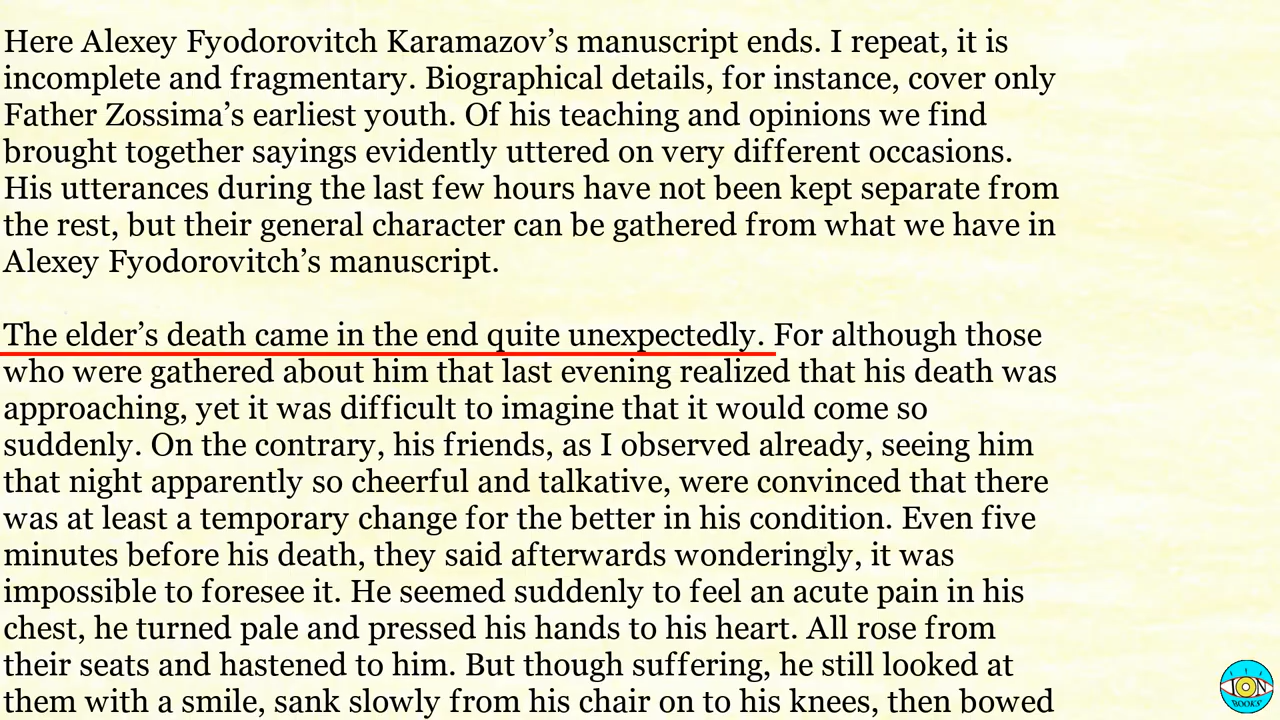 Here Alexey Fyodorovitch Karamazov’s manuscript ends. I repeat, it is
incomplete and fragmentary. Biographical details, for instance, cover only
Father Zossima’s earliest youth. Of his teaching and opinions we find
brought together sayings evidently uttered on very different occasions.
His utterances during the last few hours have not been kept separate from
the rest, but their general character can be gathered from what we have in
Alexey Fyodorovitch’s manuscript.
The elder’s death came in the end quite unexpectedly. For although those
who were gathered about him that last evening realized that his death was
approaching, yet it was difficult to imagine that it would come so
suddenly. On the contrary, his friends, as I observed already, seeing him
that night apparently so cheerful and talkative, were convinced that there
was at least a temporary change for the better in his condition. Even five
minutes before his death, they said afterwards wonderingly, it was
impossible to foresee it. He seemed suddenly to feel an acute pain in his
chest, he turned pale and pressed his hands to his heart. All rose from
their seats and hastened to him. But though suffering, he still looked at
them with a smile, sank slowly from his chair on to his knees, then bowed
ION
BOOKS